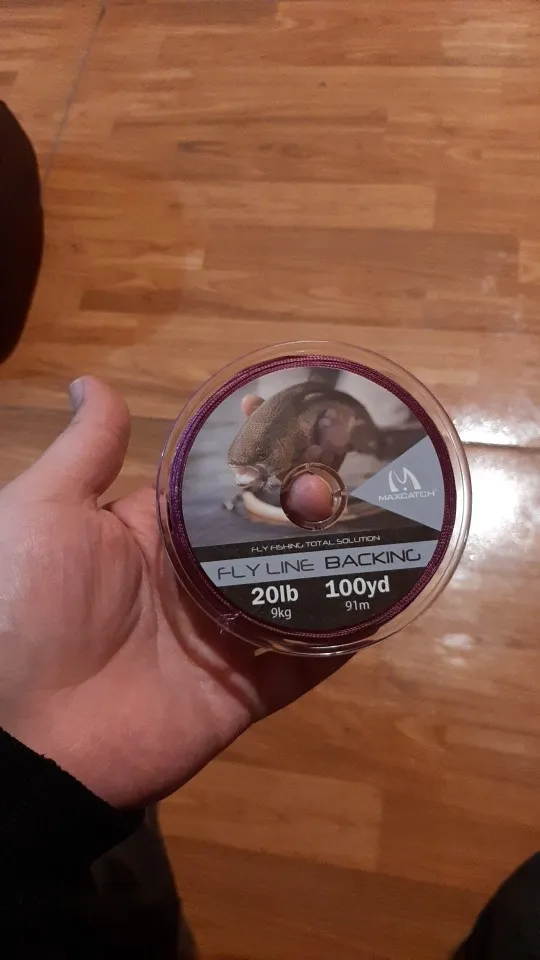 MAXCATCH
FLY FISHING TOTAL SOLUTION
FLY LINE BACKING
20lb 100yd
9kg 91m